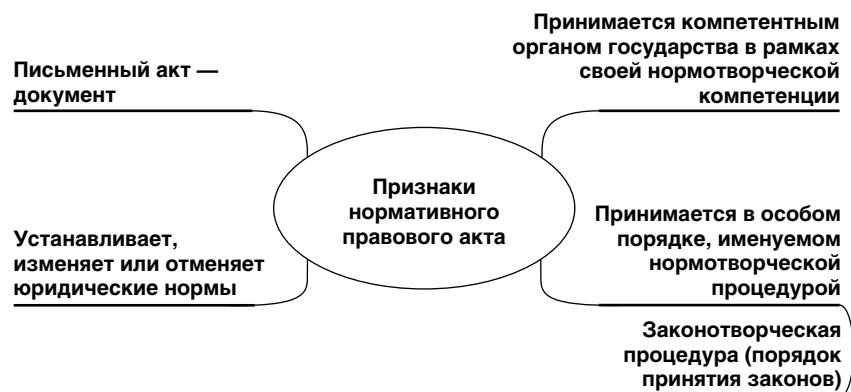 Письменный акт —
документ
Принимается компетентным
органом государства в рамках
своей нормотворческой
компетенции
Признаки
нормативного
правового акта
Устанавливает,
изменяет или отменяет
юридические нормы
Принимается в особом
порядке, именуемом
нормотворческой
процедурой
Законотворческая
процедура (порядок
принятия законов)